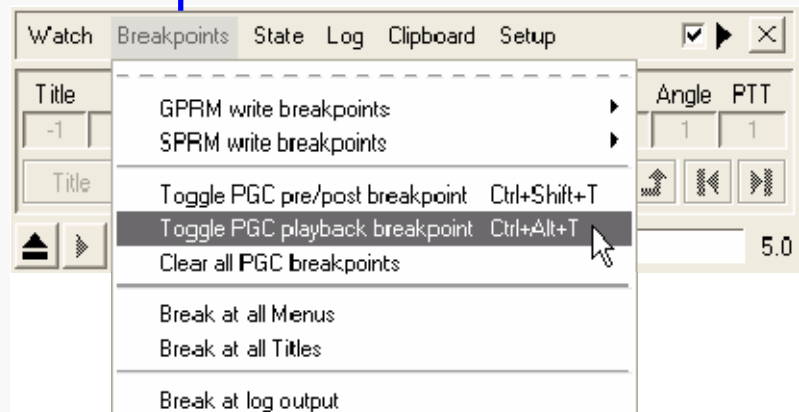 Watch Breakpoints State Log Clipboard Setup
Title Angle PTT
-1 1 1
Title
GPRM write breakpoints
SPRM write breakpoints
Toggle PGC pre/post breakpoint Ctrl+Shift+T
Toggle PGC playback breakpoint Ctrl+Alt+T
Clear all PGC breakpoints
5.0
Break at all Menus
Break at all Titles
Break at log output